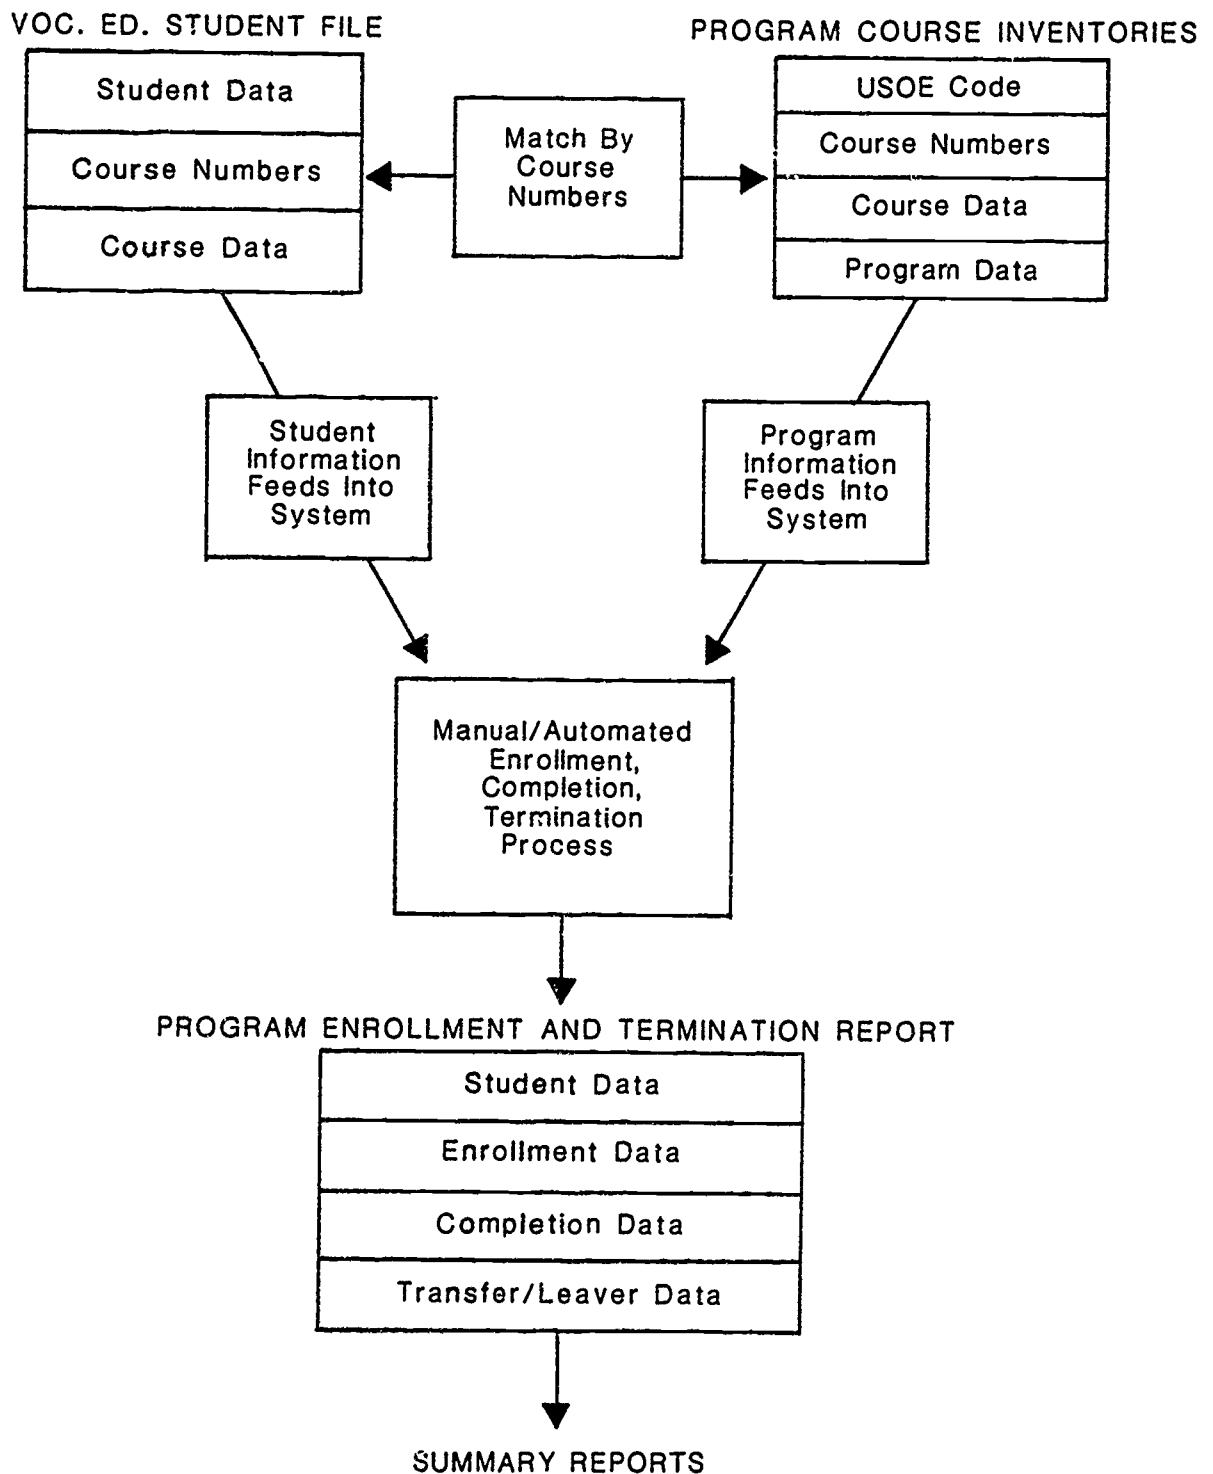 VOC. ED. STUDENT FILE
Student Data
Course Numbers
Course Data
Match By
Course
Numbers
PROGRAM COURSE INVENTORIES
USOE Code
Course Numbers
Course Data
Program Data
Student
Information
Feeds Into
System
Program
Information
Feeds Into
System
Manual/Automated
Enrollment,
Completion,
Termination
Process
PROGRAM ENROLLMENT AND TERMINATION REPORT
Student Data
Enrollment Data
Completion Data
Transfer/Leaver Data
SUMMARY REPORTS